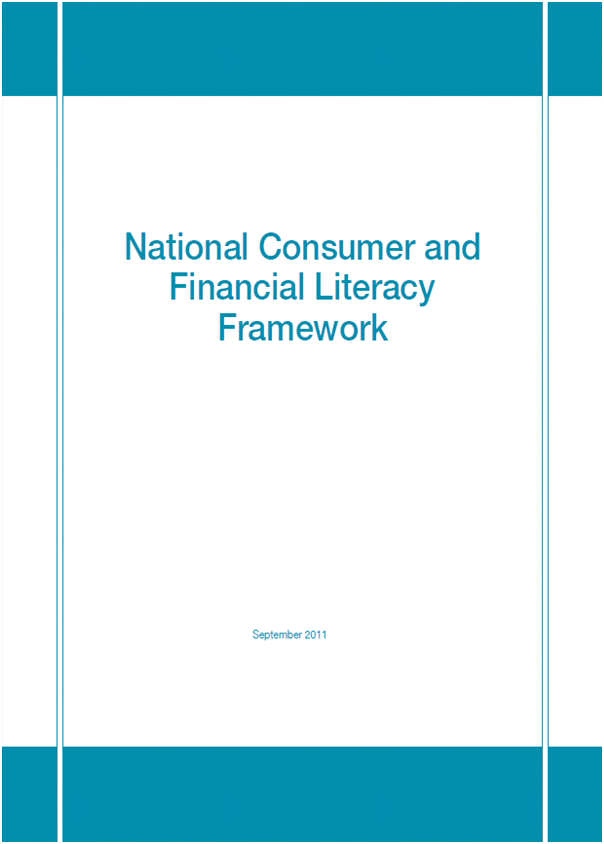 National Consumer and
Financial Literacy
Framework
September 2011